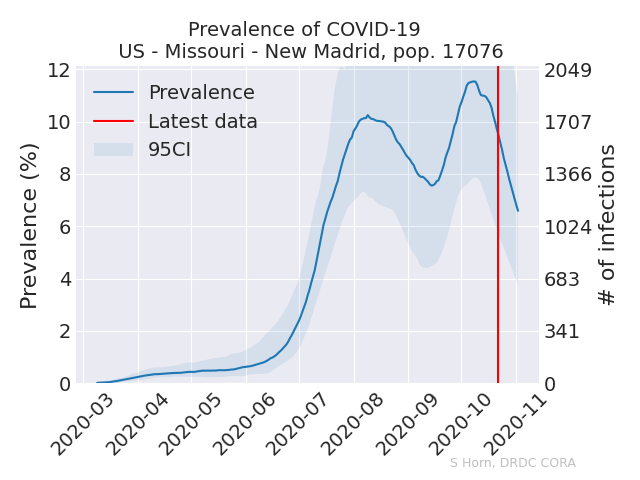 Prevalence of COVID-19
US - Missouri - New Madrid, pop. 17076
Prevalence
Latest data
95CI
Prevalence (%)
12
10
8
6
4
2
0
2049
1707
1366
1024
683
341
0
# of infections
2020-03
2020-04
2020-05
2020-06
2020-07
2020-08
2020-09
2020-10
2020-11
S Horn, DRDC CORA